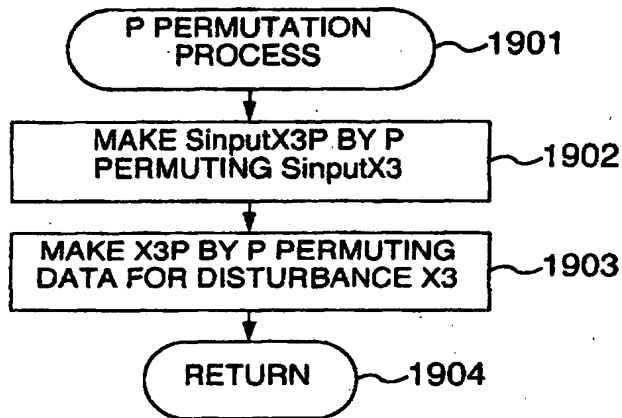 P PERMUTATION
PROCESS
1901
MAKE SinputX3P BY P
PERMUTING SinputX3
1902
MAKE X3P BY P PERMUTING
DATA FOR DISTURBANCE X3
1903
RETURN
1904